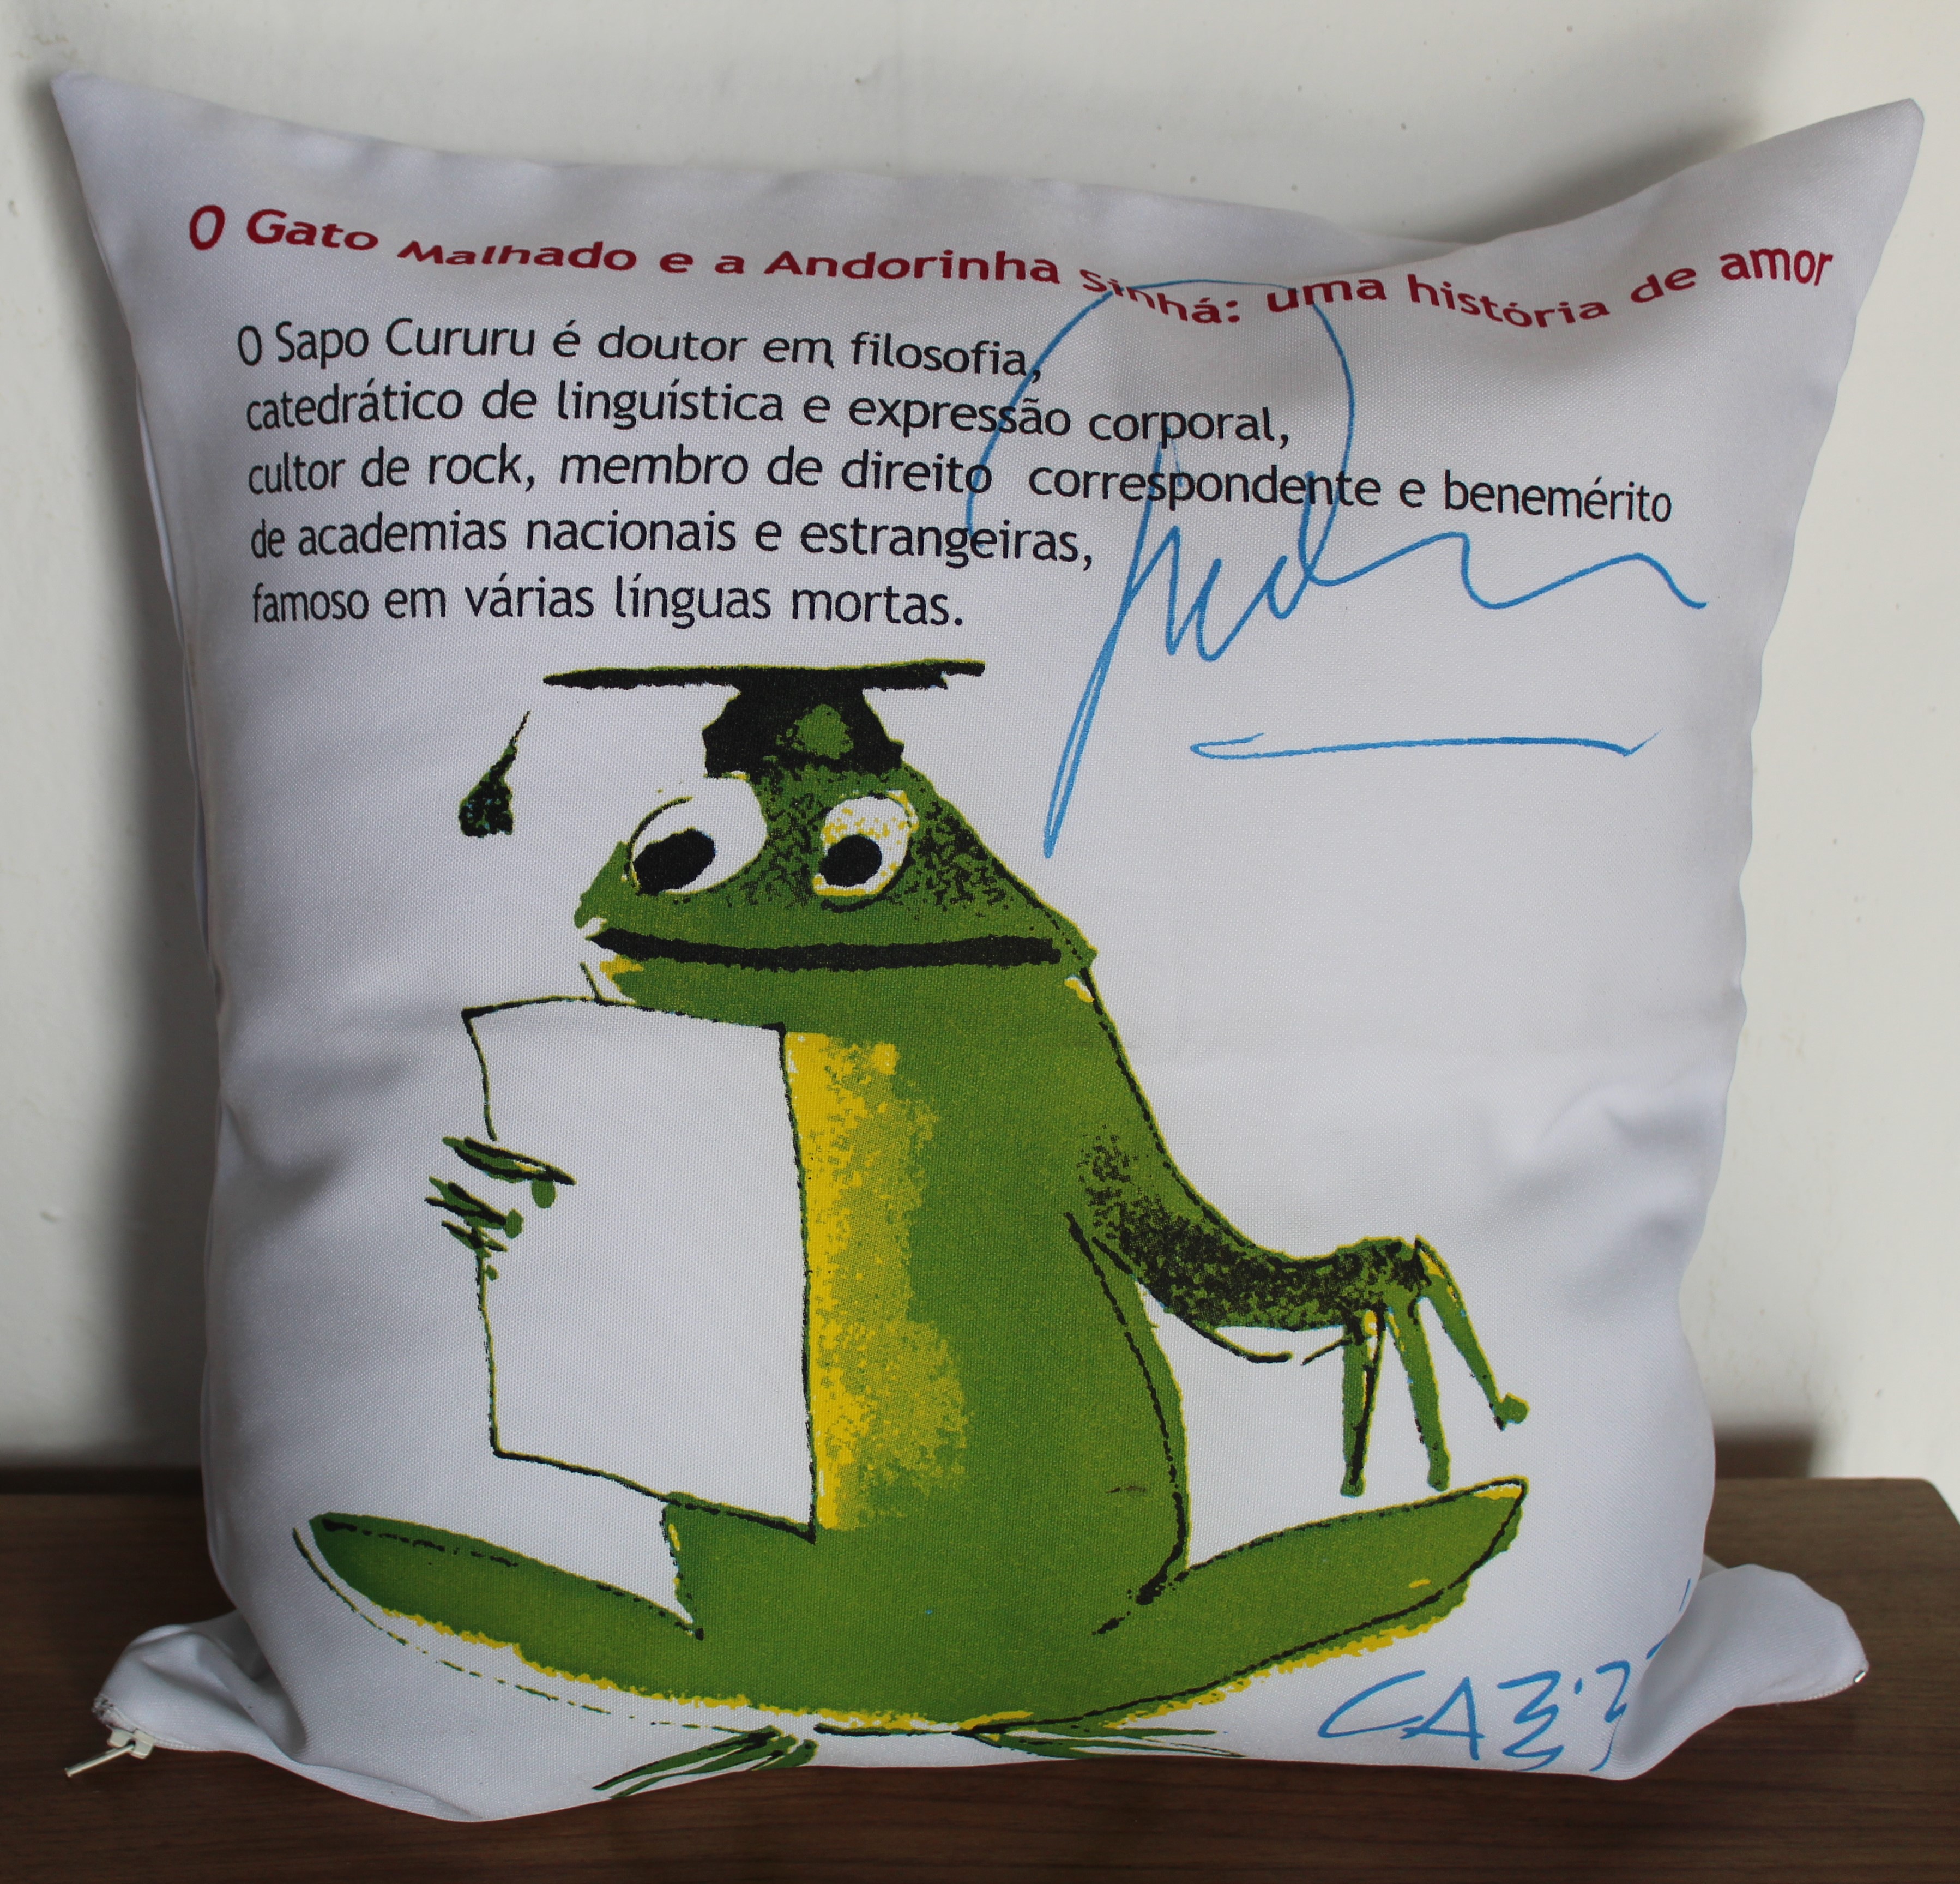 O Gato Malhado e a Andorinha Sinhá: uma história de amor
O Sapo Cururu é doutor em filosofia,
catedrático de linguística e expressão corporal,
cultor de rock, membro de direito correspondente e benemérito
de academias nacionais e estrangeiras,
famoso em várias línguas mortas.